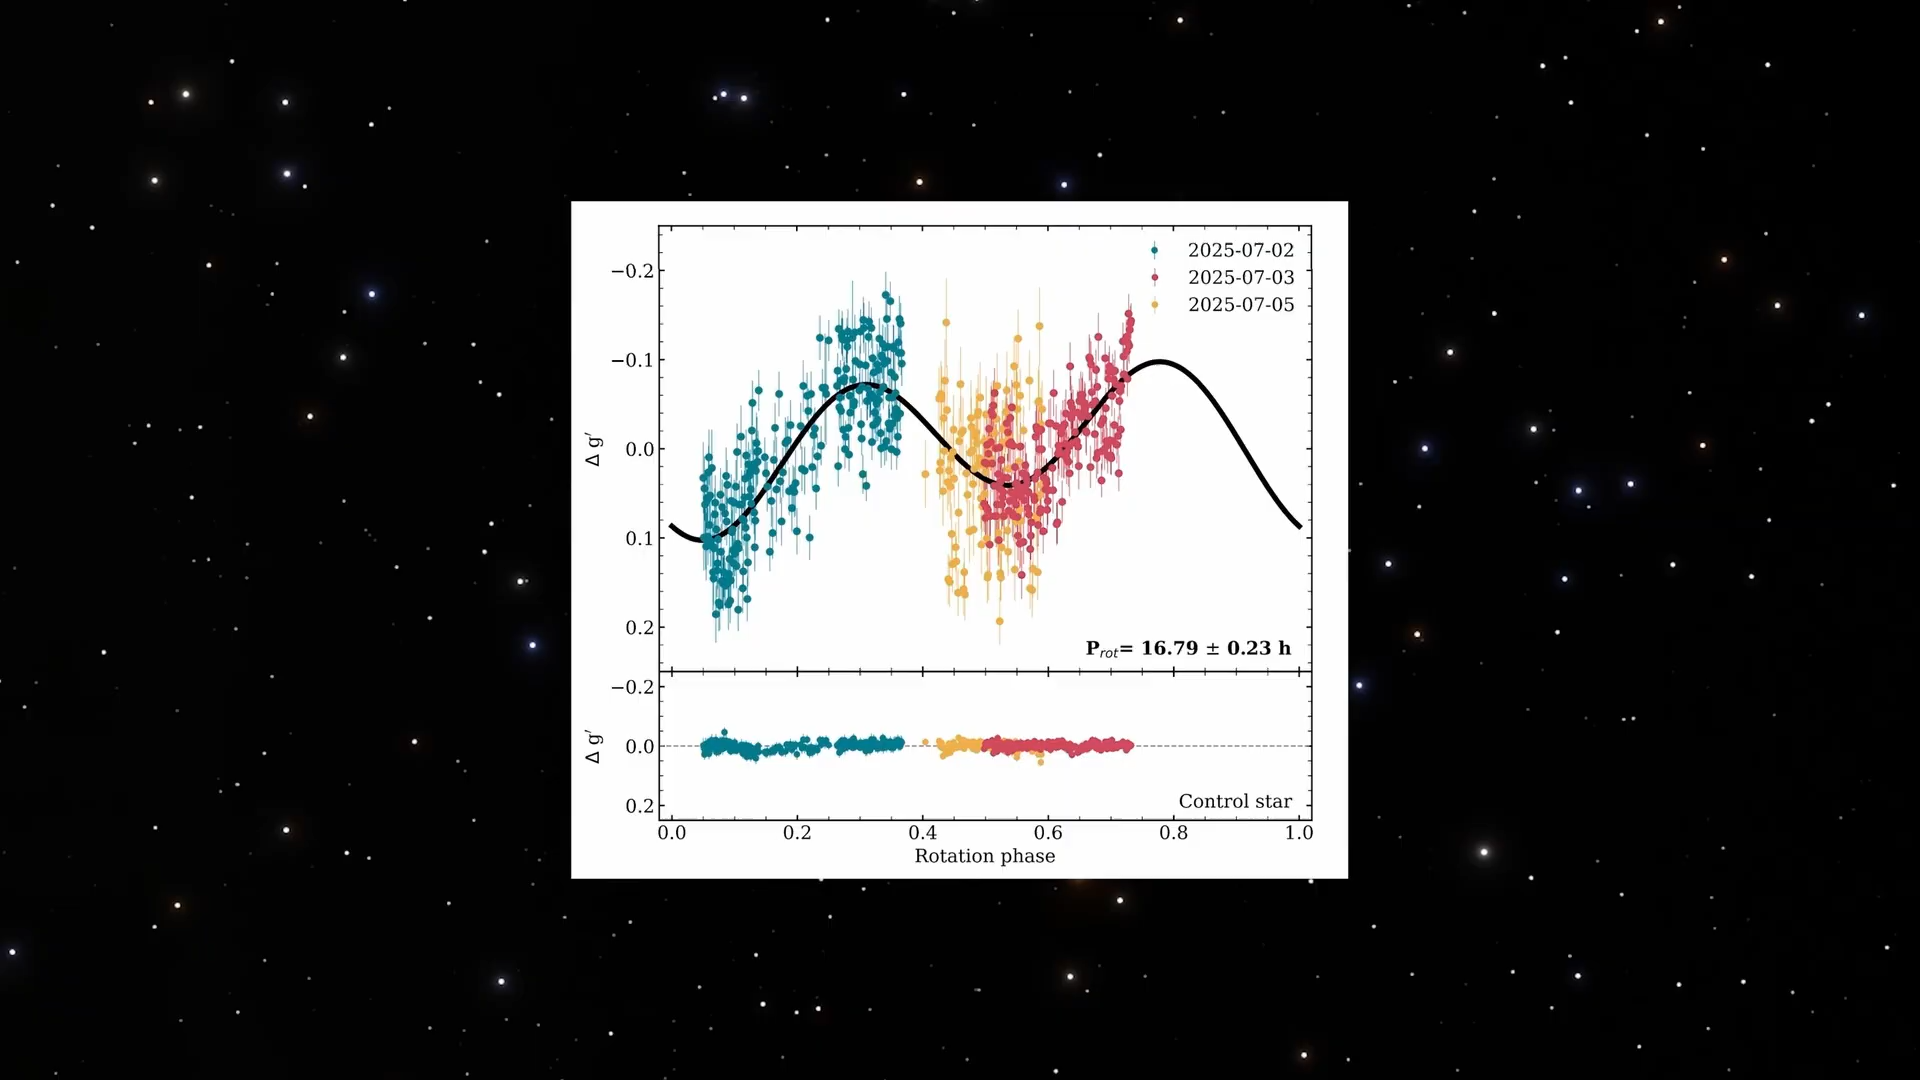 2025-07-02
2025-07-03
2025-07-05
−0.2
−0.1
0.0
0.1
0.2
Δ g′
P_rot= 16.79 ± 0.23 h
−0.2
0.0
0.2
Δ g′
Control star
0.0 0.2 0.4 0.6 0.8 1.0
Rotation phase